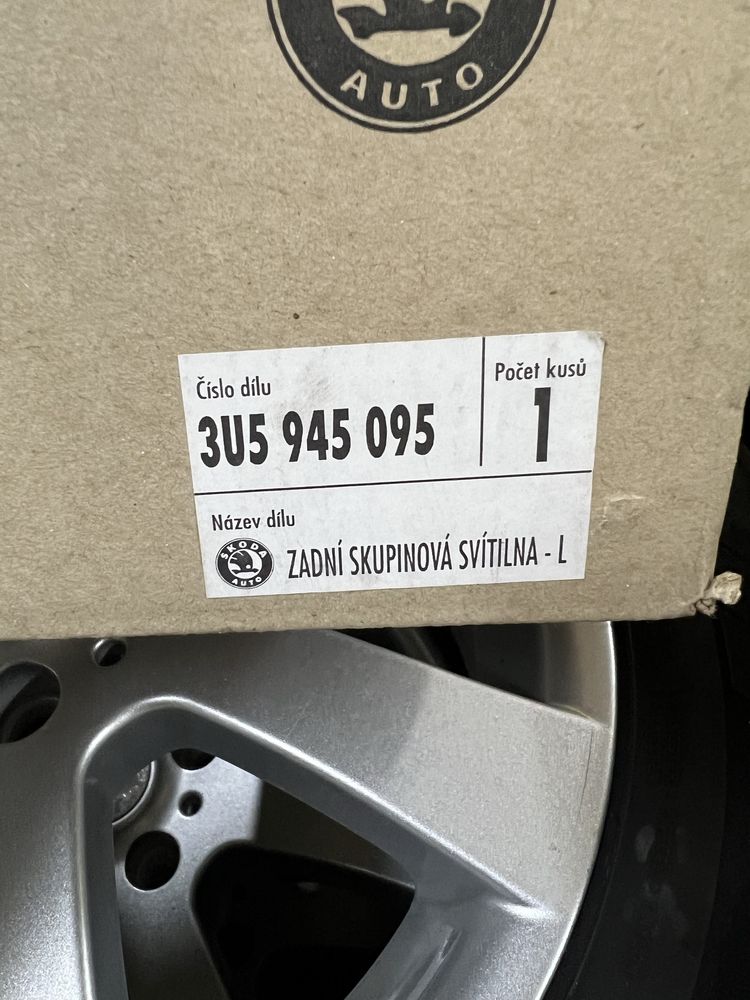 AUTO
Číslo dílu
3U5 945 095
Počet kusů
1
Název dílu
ŠKODA
AUTO
ZADNÍ SKUPINOVÁ SVÍTILNA - L